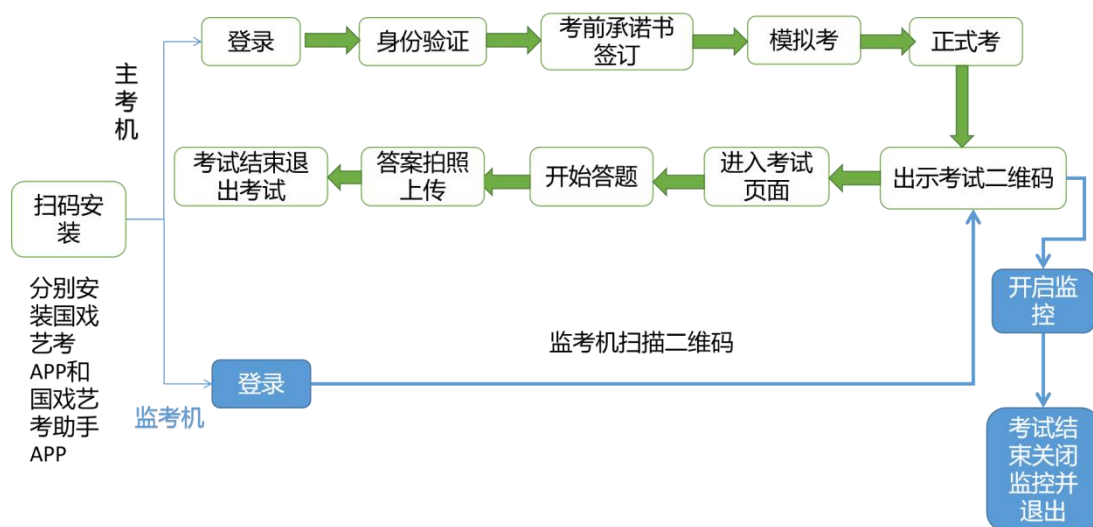 登录
身份验证
考前承诺书
签订
模拟考
正式考
主
考
机
考试结束退
出考试
答案拍照
上传
开始答题
进入考试
页面
出示考试二维码
扫码安
装
分别安
装国戏
艺考
APP和
国戏艺
考助手
APP
开启监
控
监考机扫描二维码
登录
监考机
考试结
束关闭
监控并
退出